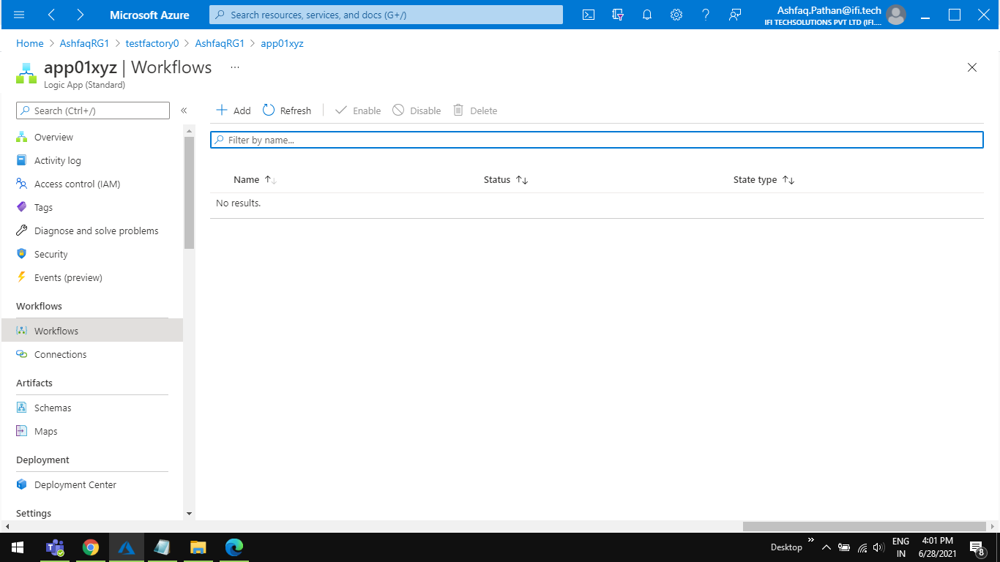 Microsoft Azure
Search resources, services, and docs (G+/)
Ashfaq.Pathan@ifi.tech
IFI TECHSOLUTIONS PVT LTD (IFI....
Home > AshfaqRG1 > testfactory0 > AshfaqRG1 > app01xyz
app01xyz | Workflows ...
Logic App (Standard)
Search (Ctrl+/)
«
Add
Refresh
Enable
Disable
Delete
Filter by name...
Name
Status
State type
No results.
Overview
Activity log
Access control (IAM)
Tags
Diagnose and solve problems
Security
Events (preview)
Workflows
Workflows
Connections
Artifacts
Schemas
Maps
Deployment
Deployment Center
Settings
Desktop
ENG
IN
4:01 PM
6/28/2021
8